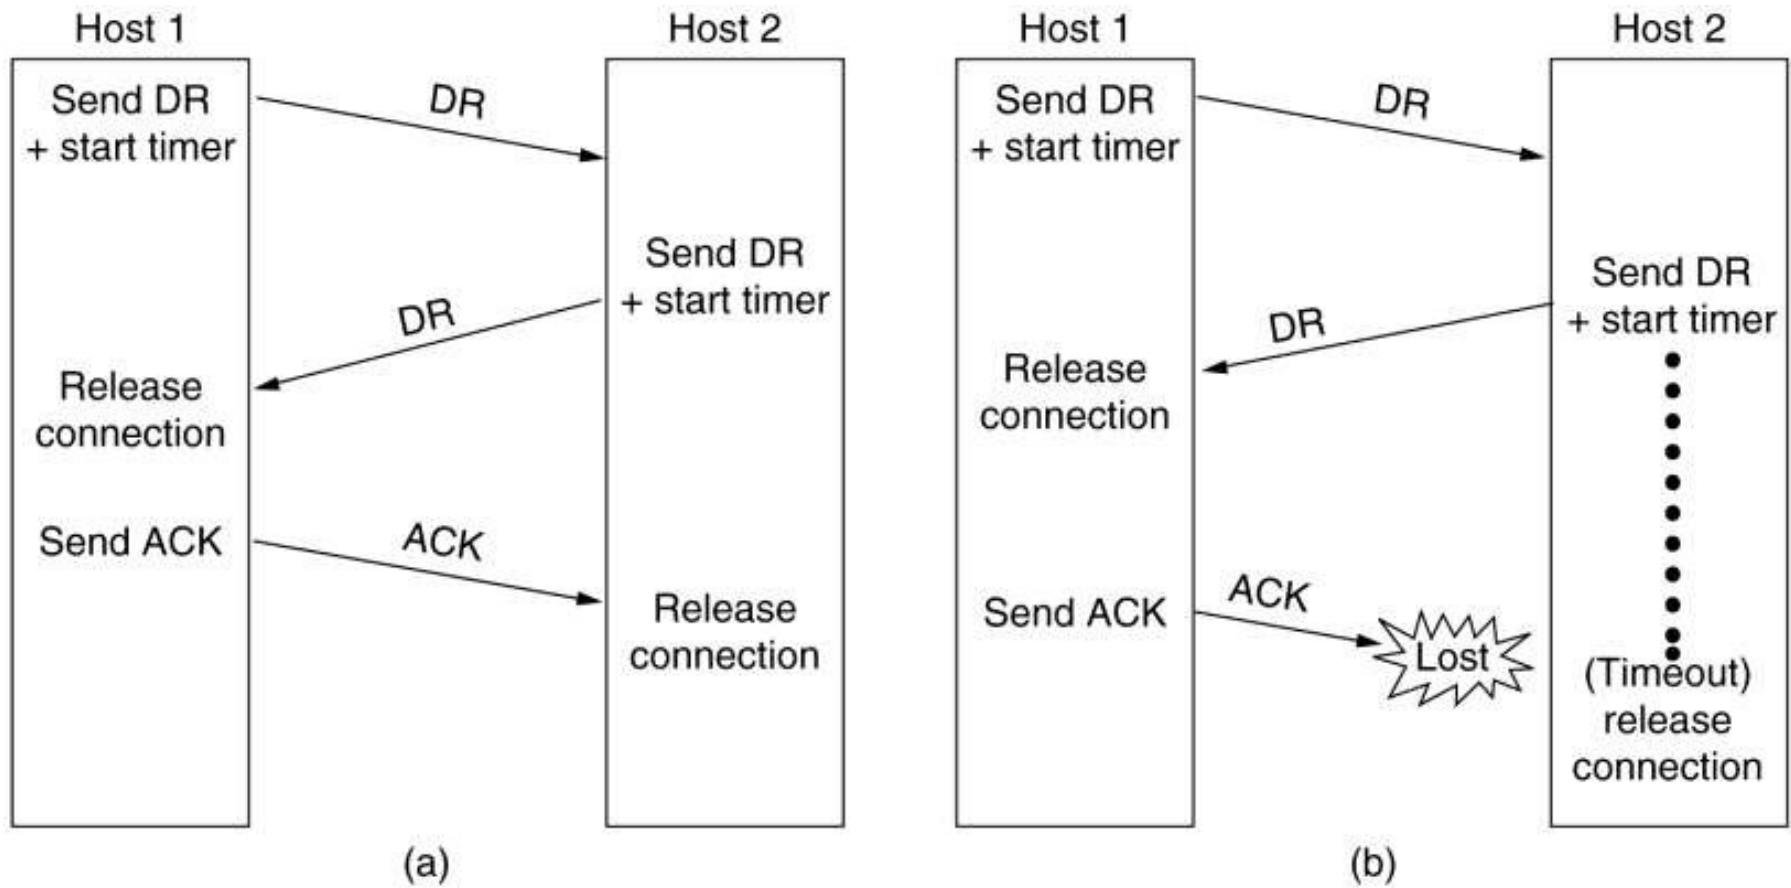 Host 1
Host 2
Send DR
+ start timer
DR
Send DR
+ start timer
DR
Release
connection
Send ACK
ACK
Release
connection
(a)
Host 1
Host 2
Send DR
+ start timer
DR
Send DR
+ start timer
DR
Release
connection
Send ACK
ACK
Lost
(Timeout)
release
connection
(b)